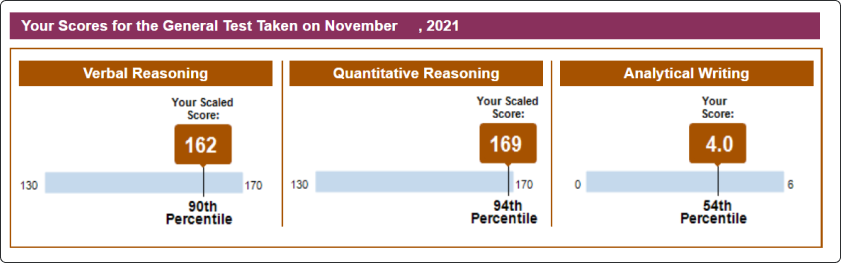 Your Scores for the General Test Taken on November , 2021
Verbal Reasoning
Your Scaled
Score:
162
130
170
90th
Percentile
Quantitative Reasoning
Your Scaled
Score:
169
130
170
94th
Percentile
Analytical Writing
Your
Score:
4.0
0
6
54th
Percentile